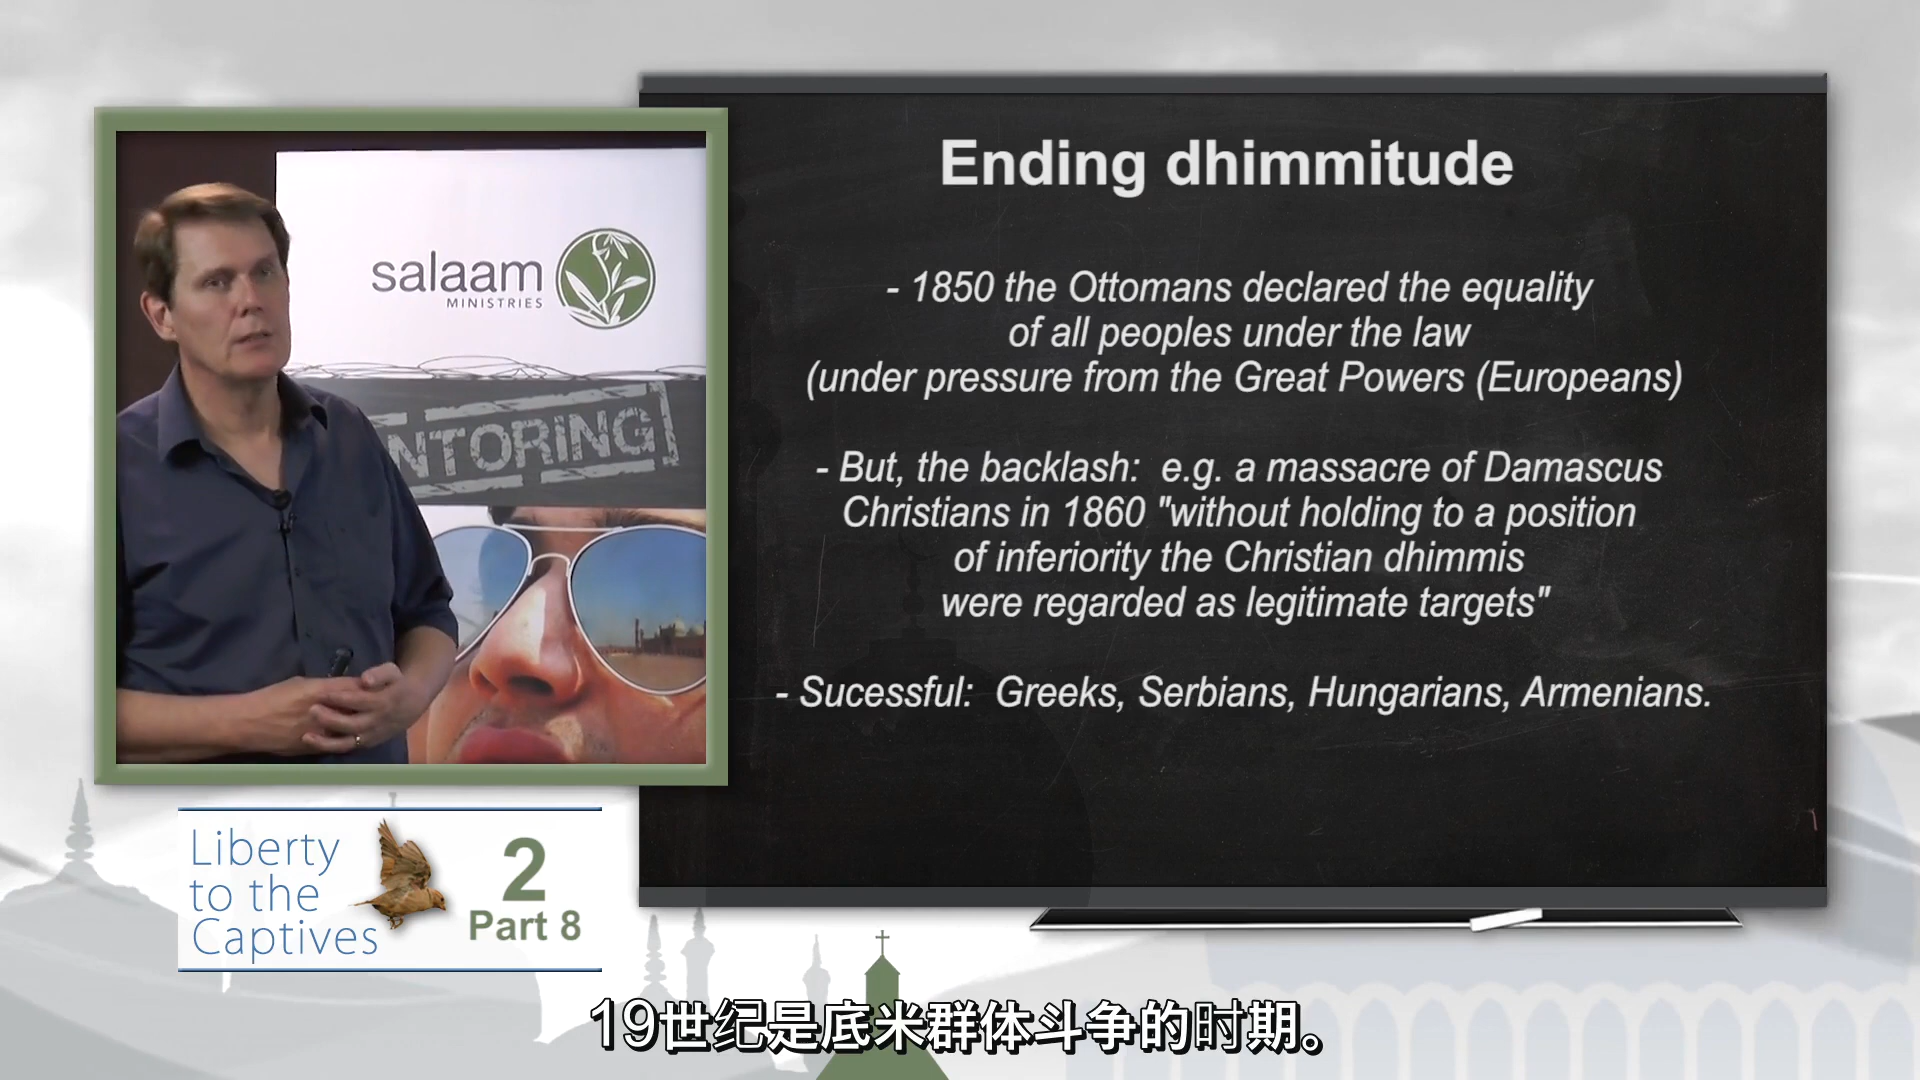 Ending dhimmitude
- 1850 the Ottomans declared the equality
of all peoples under the law
(under pressure from the Great Powers (Europeans)
- But, the backlash: e.g. a massacre of Damascus
Christians in 1860 "without holding to a position
of inferiority the Christian dhimmis
were regarded as legitimate targets"
- Sucessful: Greeks, Serbians, Hungarians, Armenians.
salaam
MINISTRIES
NTORING
Liberty
to the
Captives
2
Part 8
19世纪是底米群体斗争的时期。